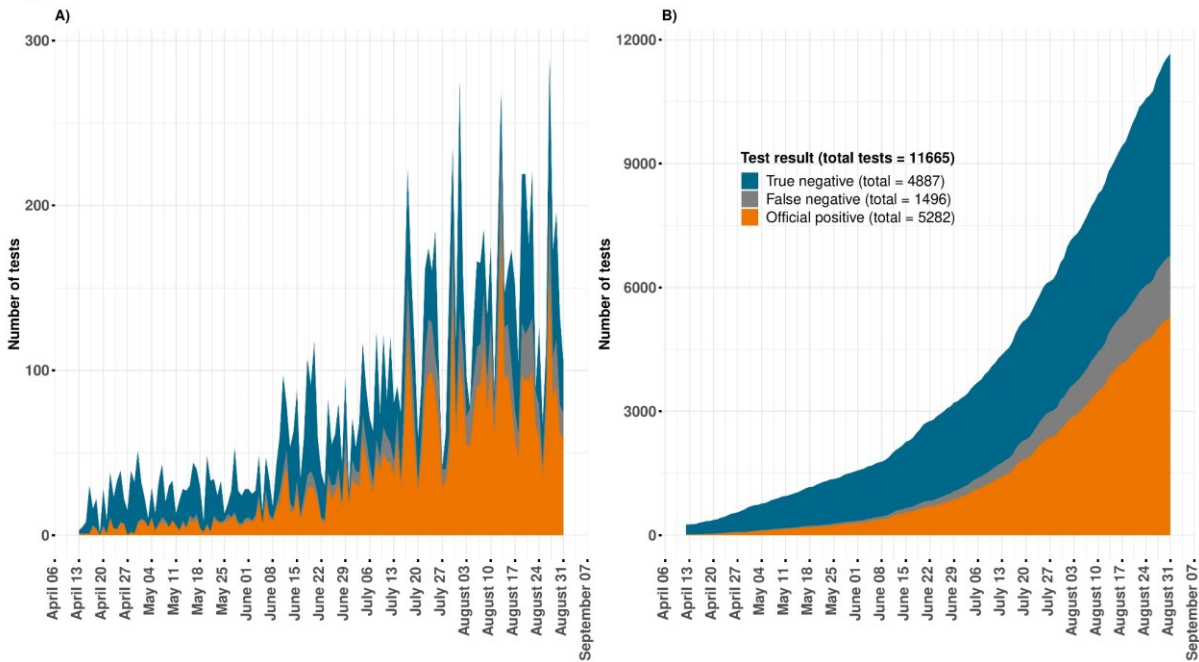 A)
Number of tests
300
200
100
0
April 06
April 13
April 20
April 27
May 04
May 11
May 18
May 25
June 01
June 08
June 15
June 22
June 29
July 06
July 13
July 20
July 27
August 03
August 10
August 17
August 24
August 31
September 07
B)
Number of tests
12000
9000
6000
3000
0
Test result (total tests = 11665)
True negative (total = 4887)
False negative (total = 1496)
Official positive (total = 5282)
April 06
April 13
April 20
April 27
May 04
May 11
May 18
May 25
June 01
June 08
June 15
June 22
June 29
July 06
July 13
July 20
July 27
August 03
August 10
August 17
August 24
August 31
September 07